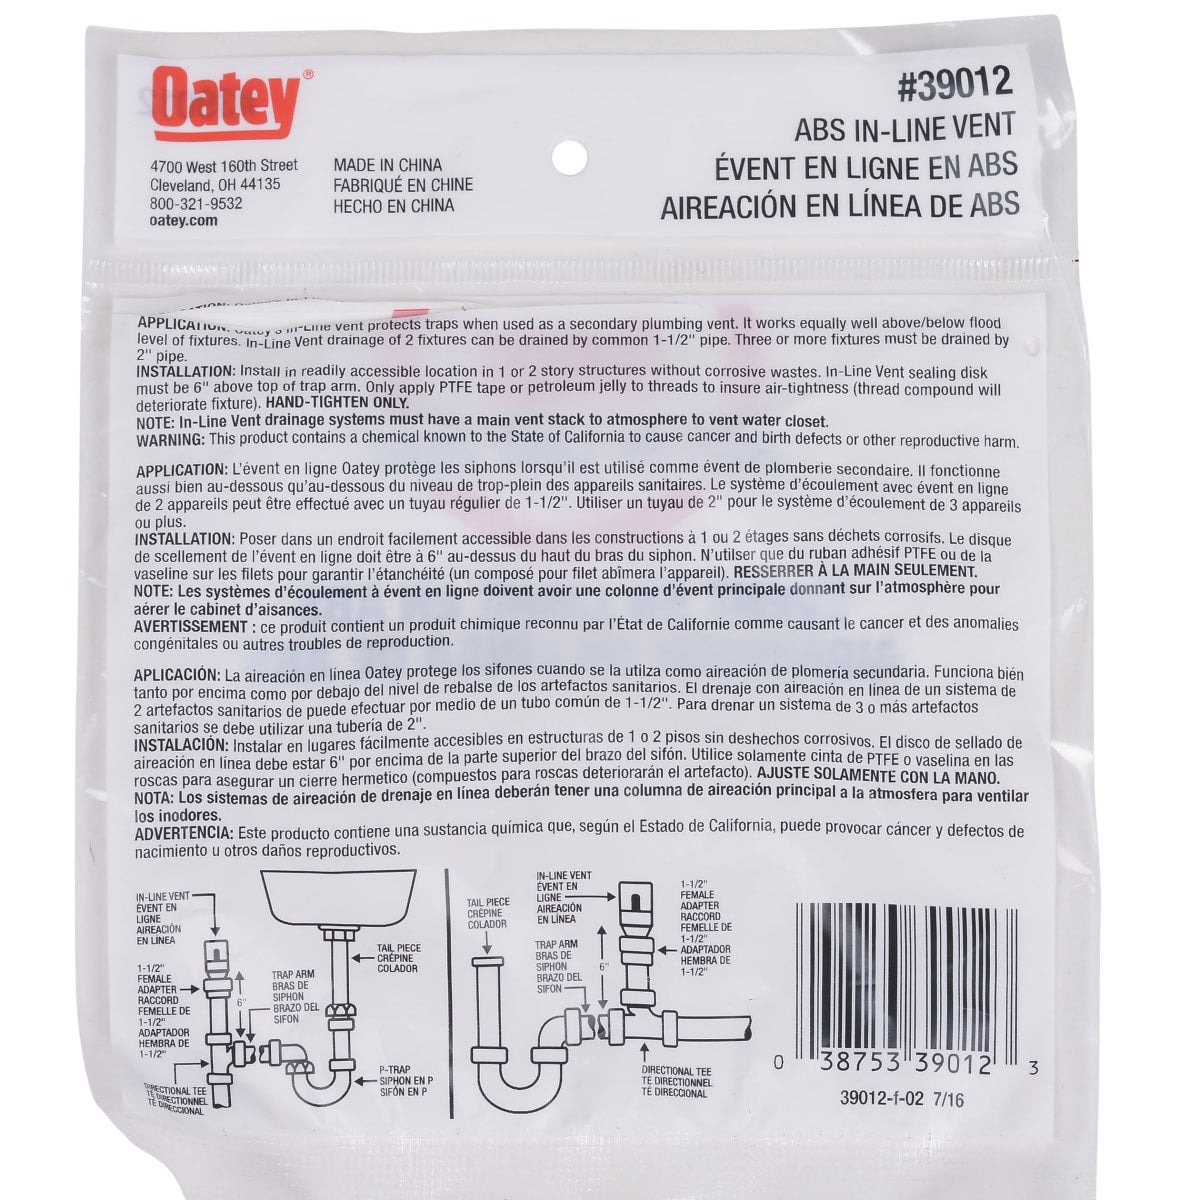 Oatey®
4700 West 160th Street
Cleveland, OH 44135
800-321-9532
oatey.com
MADE IN CHINA
FABRIQUÉ EN CHINE
HECHO EN CHINA
#39012
ABS IN-LINE VENT
ÉVENT EN LIGNE EN ABS
AIREACIÓN EN LÍNEA DE ABS
APPLICATION: Oatey's In-Line Vent protects traps when used as a secondary plumbing vent. It works equally well above/below flood
level of fixtures. In-Line Vent drainage of 2 fixtures can be drained by common 1-1/2" pipe. Three or more fixtures must be drained by
2" pipe.
INSTALLATION: Install in readily accessible location in 1 or 2 story structures without corrosive wastes. In-Line Vent sealing disk
must be 6" above top of trap arm. Only apply PTFE tape or petroleum jelly to threads to insure air-tightness (thread compound will
deteriorate fixture). HAND-TIGHTEN ONLY.
NOTE: In-Line Vent drainage systems must have a main vent stack to atmosphere to vent water closet.
WARNING: This product contains a chemical known to the State of California to cause cancer and birth defects or other reproductive harm.
APPLICATION: L'évent en ligne Oatey protège les siphons lorsqu'il est utilisé comme évent de plomberie secondaire. Il fonctionne
aussi bien au-dessous qu'au-dessous du niveau de trop-plein des appareils sanitaires. Le système d'écoulement avec évent en ligne
de 2 appareils peut être effectué avec un tuyau régulier de 1-1/2". Utiliser un tuyau de 2" pour le système d'écoulement de 3 appareils
ou plus.
INSTALLATION: Poser dans un endroit facilement accessible dans les constructions à 1 ou 2 étages sans déchets corrosifs. Le disque
de scellement de l'évent en ligne doit être à 6" au-dessus du haut du bras du siphon. N'utilser que du ruban adhésif PTFE ou de la
vaseline sur les filets pour garantir l'étanchéité (un composé pour filet abîmera l'appareil). RESSERRER À LA MAIN SEULEMENT.
NOTE: Les systèmes d'écoulement à évent en ligne doivent avoir une colonne d'évent principale donnant sur l'atmosphère pour
aérer le cabinet d'aisances.
AVERTISSEMENT : ce produit contient un produit chimique reconnu par l'État de Californie comme causant le cancer et des anomalies
congénitales ou autres troubles de reproduction.
APLICACIÓN: La aireación en línea Oatey protege los sifones cuando se la utilza como aireación de plomería secundaria. Funciona bién
tanto por encima como por debajo del nivel de rebalse de los artefactos sanitarios. El drenaje con aireación en línea de un sistema de
2 artefactos sanitarios de puede efectuar por medio de un tubo común de 1-1/2". Para drenar un sistema de 3 o más artefactos
sanitarios se debe utilizar una tubería de 2".
INSTALACIÓN: Instalar en lugares fácilmente accesibles en estructuras de 1 o 2 pisos sin deshechos corrosivos. El disco de sellado de
aireación en línea debe estar 6" por encima de la parte superior del brazo del sifón. Utilice solamente cinta de PTFE o vaselina en las
roscas para asegurar un cierre hermetico (compuestos para roscas deteriorarán el artefacto). AJUSTE SOLAMENTE CON LA MANO.
NOTA: Los sistemas de aireación de drenaje en línea deberán tener una columna de aireación principal a la atmosfera para ventilar
los inodores.
ADVERTENCIA: Este producto contiene una sustancia química que, según el Estado de California, puede provocar cáncer y defectos de
nacimiento u otros daños reproductivos.
IN-LINE VENT
ÉVENT EN
LIGNE
AIREACIÓN
EN LÍNEA
1-1/2"
FEMALE
ADAPTER
RACCORD
FEMELLE DE
1-1/2"
ADAPTADOR
HEMBRA DE
1-1/2"
6"
TRAP ARM
BRAS DE
SIPHON
BRAZO DEL
SIFON
TAIL PIECE
CRÉPINE
COLADOR
P-TRAP
SIPHON EN P
SIFÓN EN P
DIRECTIONAL TEE
TÉ DIRECTIONNEL
TÉ DIRECCIONAL
TAIL PIECE
CRÉPINE
COLADOR
IN-LINE VENT
ÉVENT EN
LIGNE
AIREACIÓN
EN LÍNEA
TRAP ARM
BRAS DE
SIPHON
BRAZO DEL
SIFON
6"
1-1/2"
FEMALE
ADAPTER
RACCORD
FEMELLE DE
1-1/2"
ADAPTADOR
HEMBRA DE
1-1/2"
DIRECTIONAL TEE
TÉ DIRECTIONNEL
TÉ DIRECCIONAL
0 38753 39012 3
39012-f-02 7/16